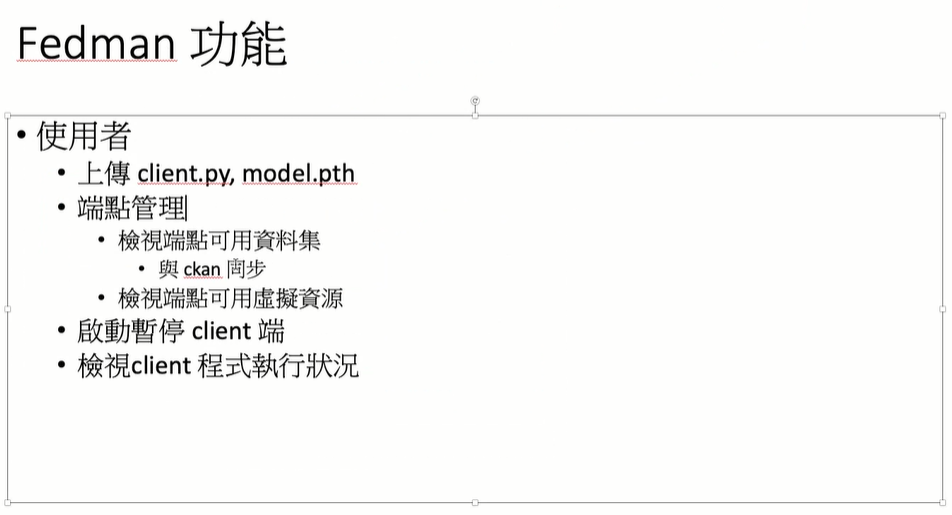 Fedman 功能
• 使用者
• 上傳 client.py, model.pth
• 端點管理
• 檢視端點可用資料集
• 與 ckan 同步
• 檢視端點可用虛擬資源
• 啟動暫停 client 端
• 檢視client 程式執行狀況